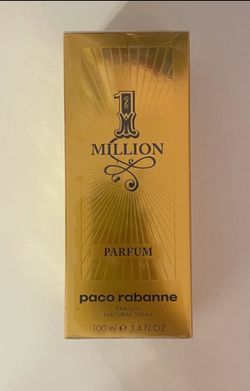 1
MILLION
PARFUM
paco rabanne
PARFUM
NATURAL SPRAY
100 ml ℮ 3,4 FL.OZ